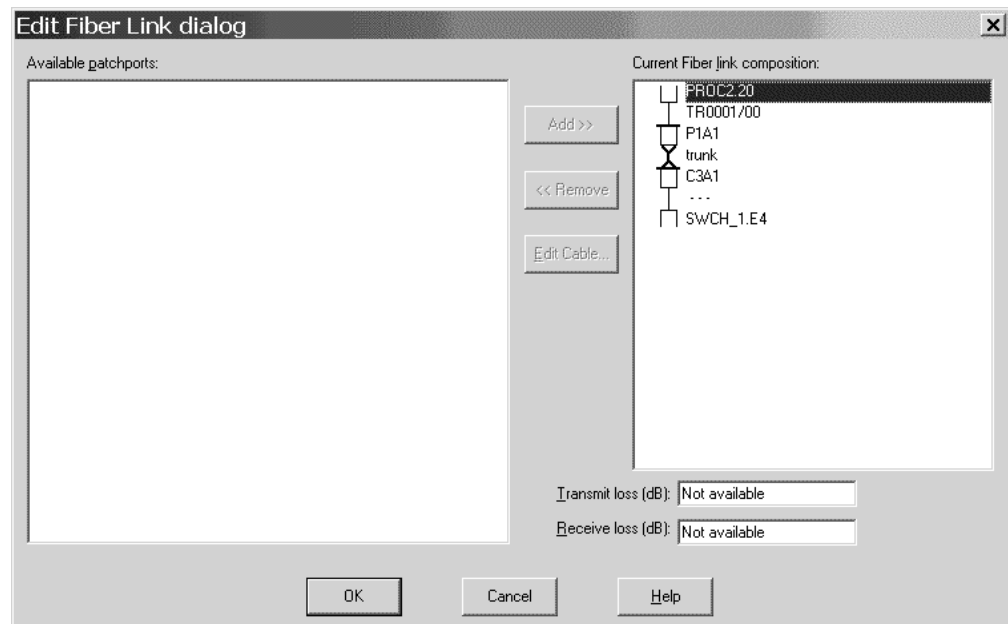 Edit Fiber Link dialog
Available patchports:
Current Fiber link composition:
PROC2.20
TR0001/00
P1A1
trunk
C3A1
---
SWCH_1.E4
Add >>
<< Remove
Edit Cable...
Transmit loss (dB): Not available
Receive loss (dB): Not available
OK Cancel Help